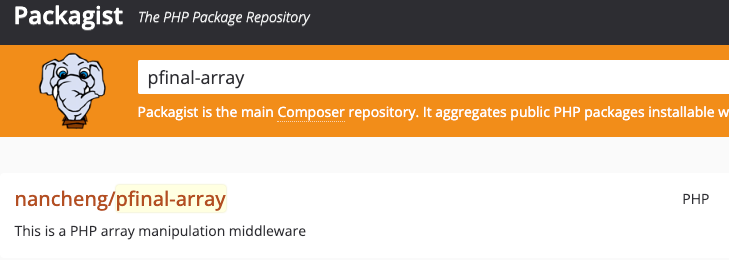 Packagist The PHP Package Repository
pfinal-array
Packagist is the main Composer repository. It aggregates public PHP packages installable w
nancheng/pfinal-array PHP
This is a PHP array manipulation middleware